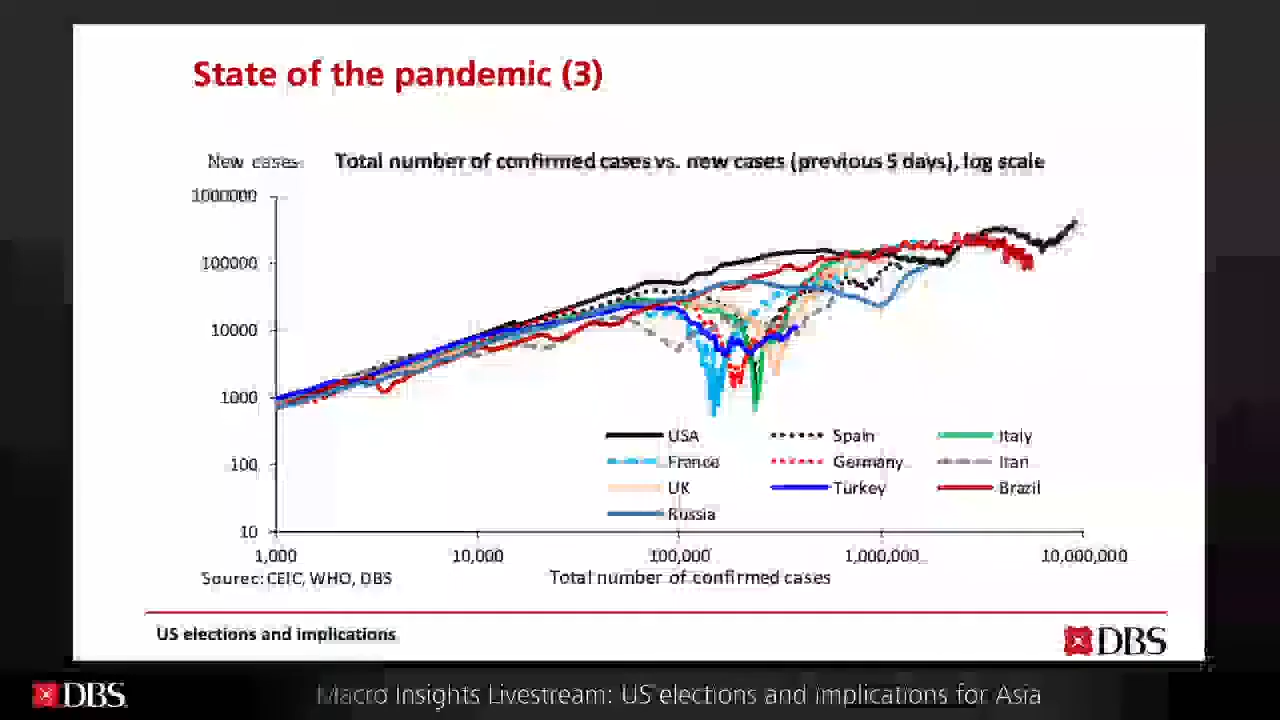 State of the pandemic (3)
New cases
Total number of confirmed cases vs. new cases (previous 5 days), log scale
1000000
100000
10000
1000
100
10
USA
Spain
Italy
France
Germany
Iran
UK
Turkey
Brazil
Russia
1,000
10,000
100,000
1,000,000
10,000,000
Sourec: CEIC, WHO, DBS
Total number of confirmed cases
US elections and implications
DBS
DBS
Macro Insights Livestream: US elections and implications for Asia